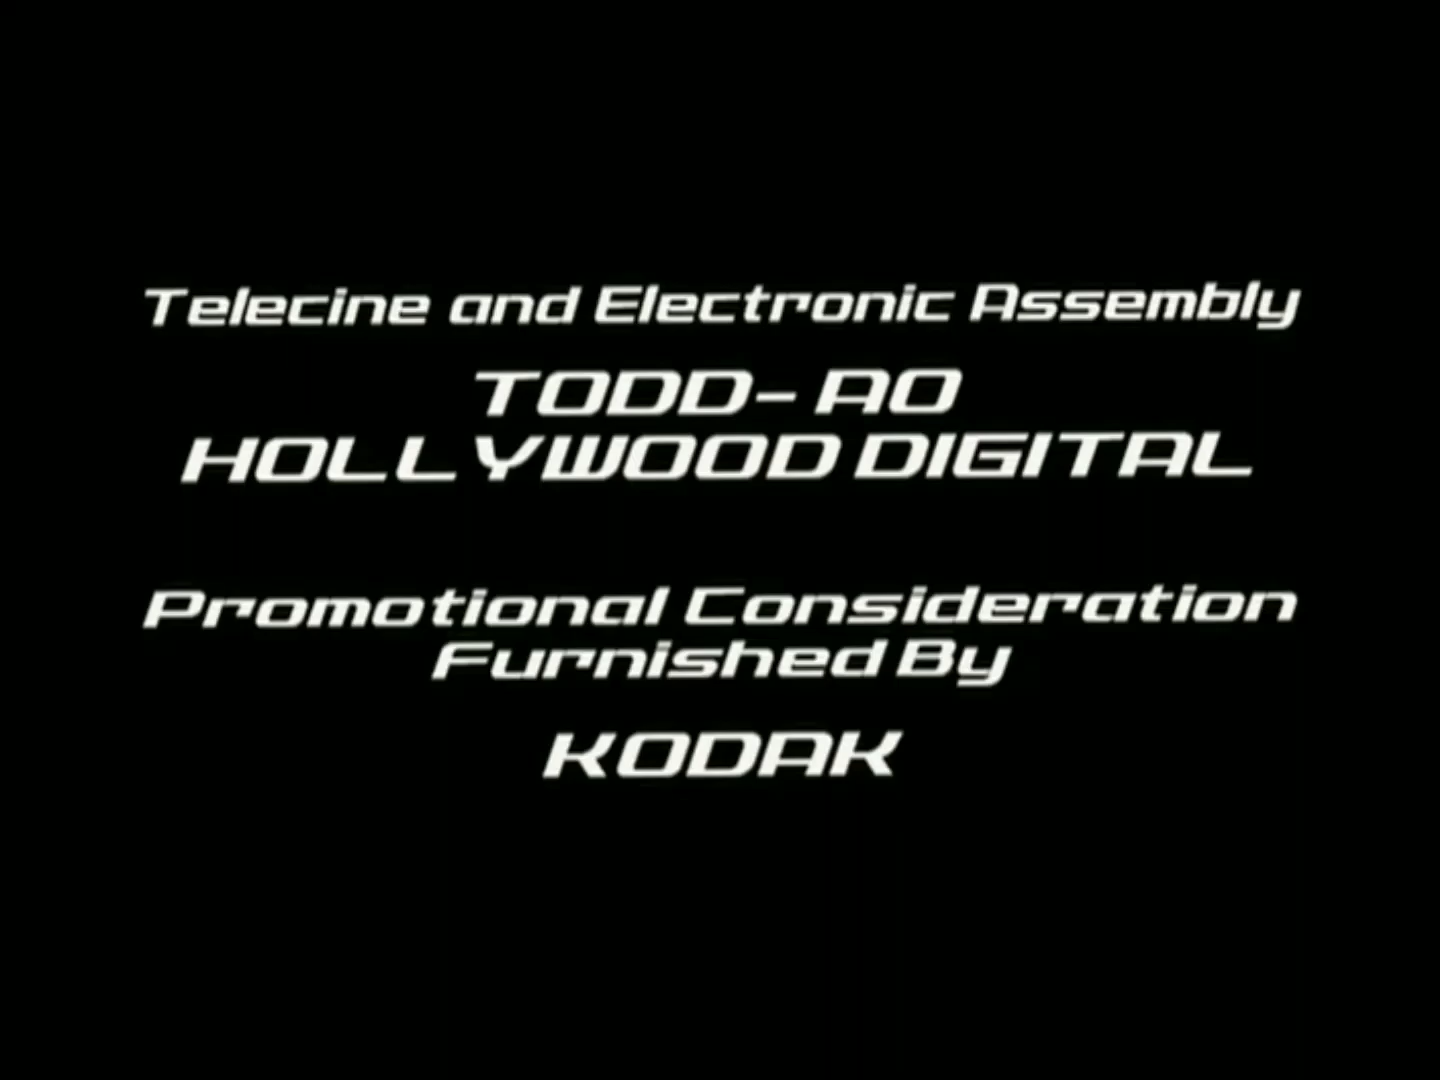 Telecine and Electronic Assembly
TODD-AO
HOLLYWOOD DIGITAL
Promotional Consideration
Furnished By
KODAK